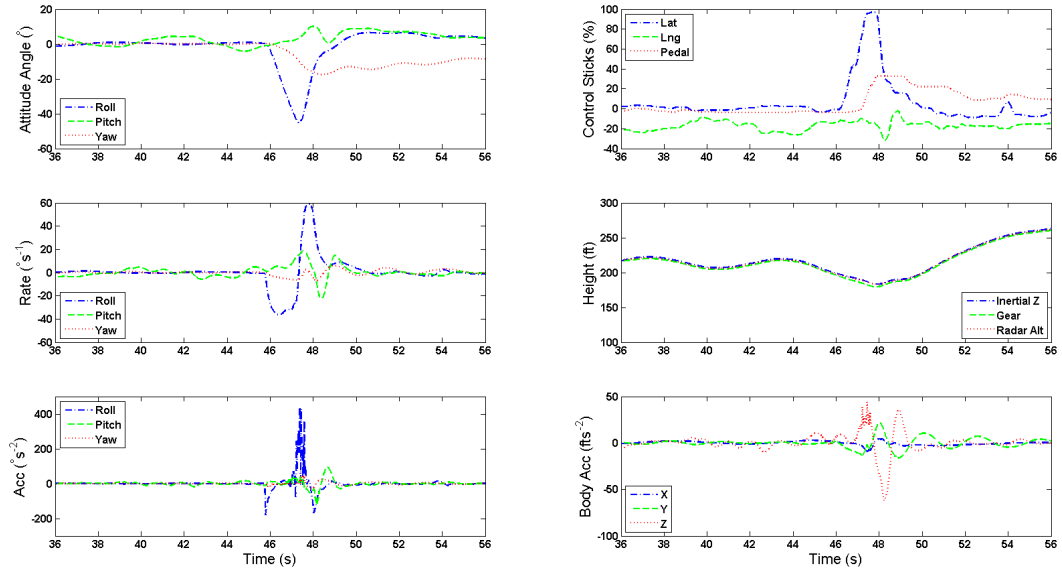 20
0
-20
-40
-60
Attitude Angle (°)
Roll
Pitch
Yaw
36 38 40 42 44 46 48 50 52 54 56
100
80
60
40
20
0
-20
40
Control Sticks (%)
Lat
Lng
Pedal
36 38 40 42 44 46 48 50 52 54 56
60
40
20
0
-20
-40
-60
Rate (°s-1)
Roll
Pitch
Yaw
36 38 40 42 44 46 48 50 52 54 56
300
250
200
150
100
Height (ft)
Inertial Z
Gear
Radar Alt
36 38 40 42 44 46 48 50 52 54 56
400
200
0
-200
Acc (°s-2)
Roll
Pitch
Yaw
36 38 40 42 44 46 48 50 52 54 56
Time (s)
50
0
-50
-100
Body Acc (fts-2)
X
Y
Z
36 38 40 42 44 46 48 50 52 54 56
Time (s)